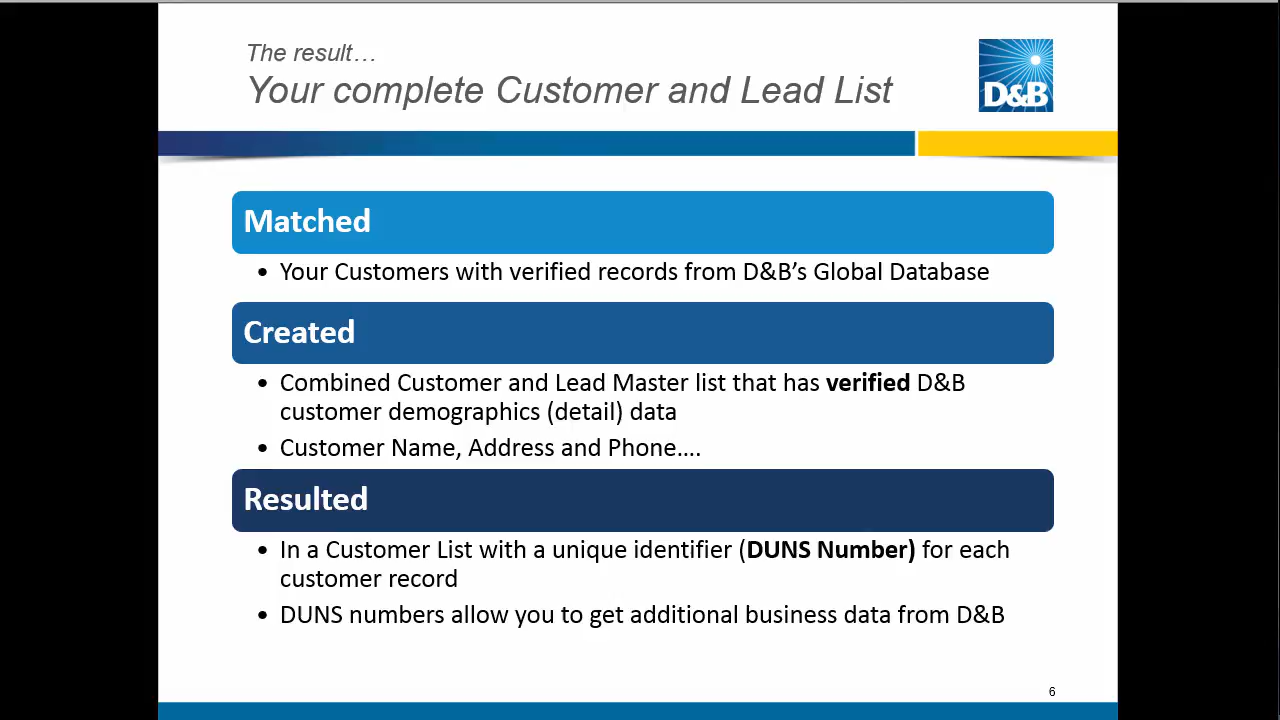 The result…
Your complete Customer and Lead List
D&B
Matched
• Your Customers with verified records from D&B’s Global Database
Created
• Combined Customer and Lead Master list that has verified D&B
customer demographics (detail) data
• Customer Name, Address and Phone….
Resulted
• In a Customer List with a unique identifier (DUNS Number) for each
customer record
• DUNS numbers allow you to get additional business data from D&B
6